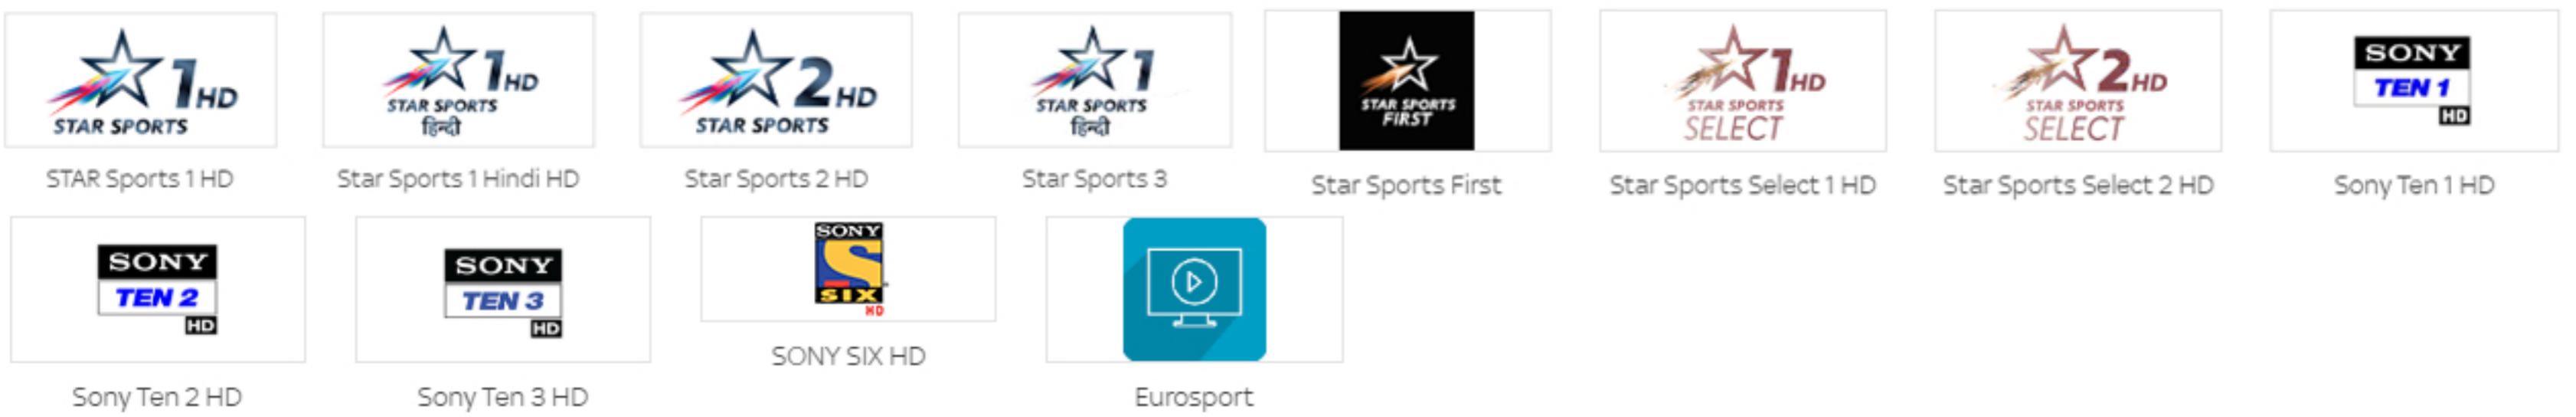 1HD
STAR SPORTS
STAR Sports 1 HD
1HD
STAR SPORTS
हिन्दी
Star Sports 1 Hindi HD
2HD
STAR SPORTS
Star Sports 2 HD
1
STAR SPORTS
हिन्दी
Star Sports 3
STAR SPORTS
FIRST
Star Sports First
1HD
STAR SPORTS
SELECT
Star Sports Select 1 HD
2HD
STAR SPORTS
SELECT
Star Sports Select 2 HD
SONY
TEN 1
HD
Sony Ten 1 HD
SONY
TEN 2
HD
Sony Ten 2 HD
SONY
TEN 3
HD
Sony Ten 3 HD
SONY
S
SIX
HD
SONY SIX HD
Eurosport